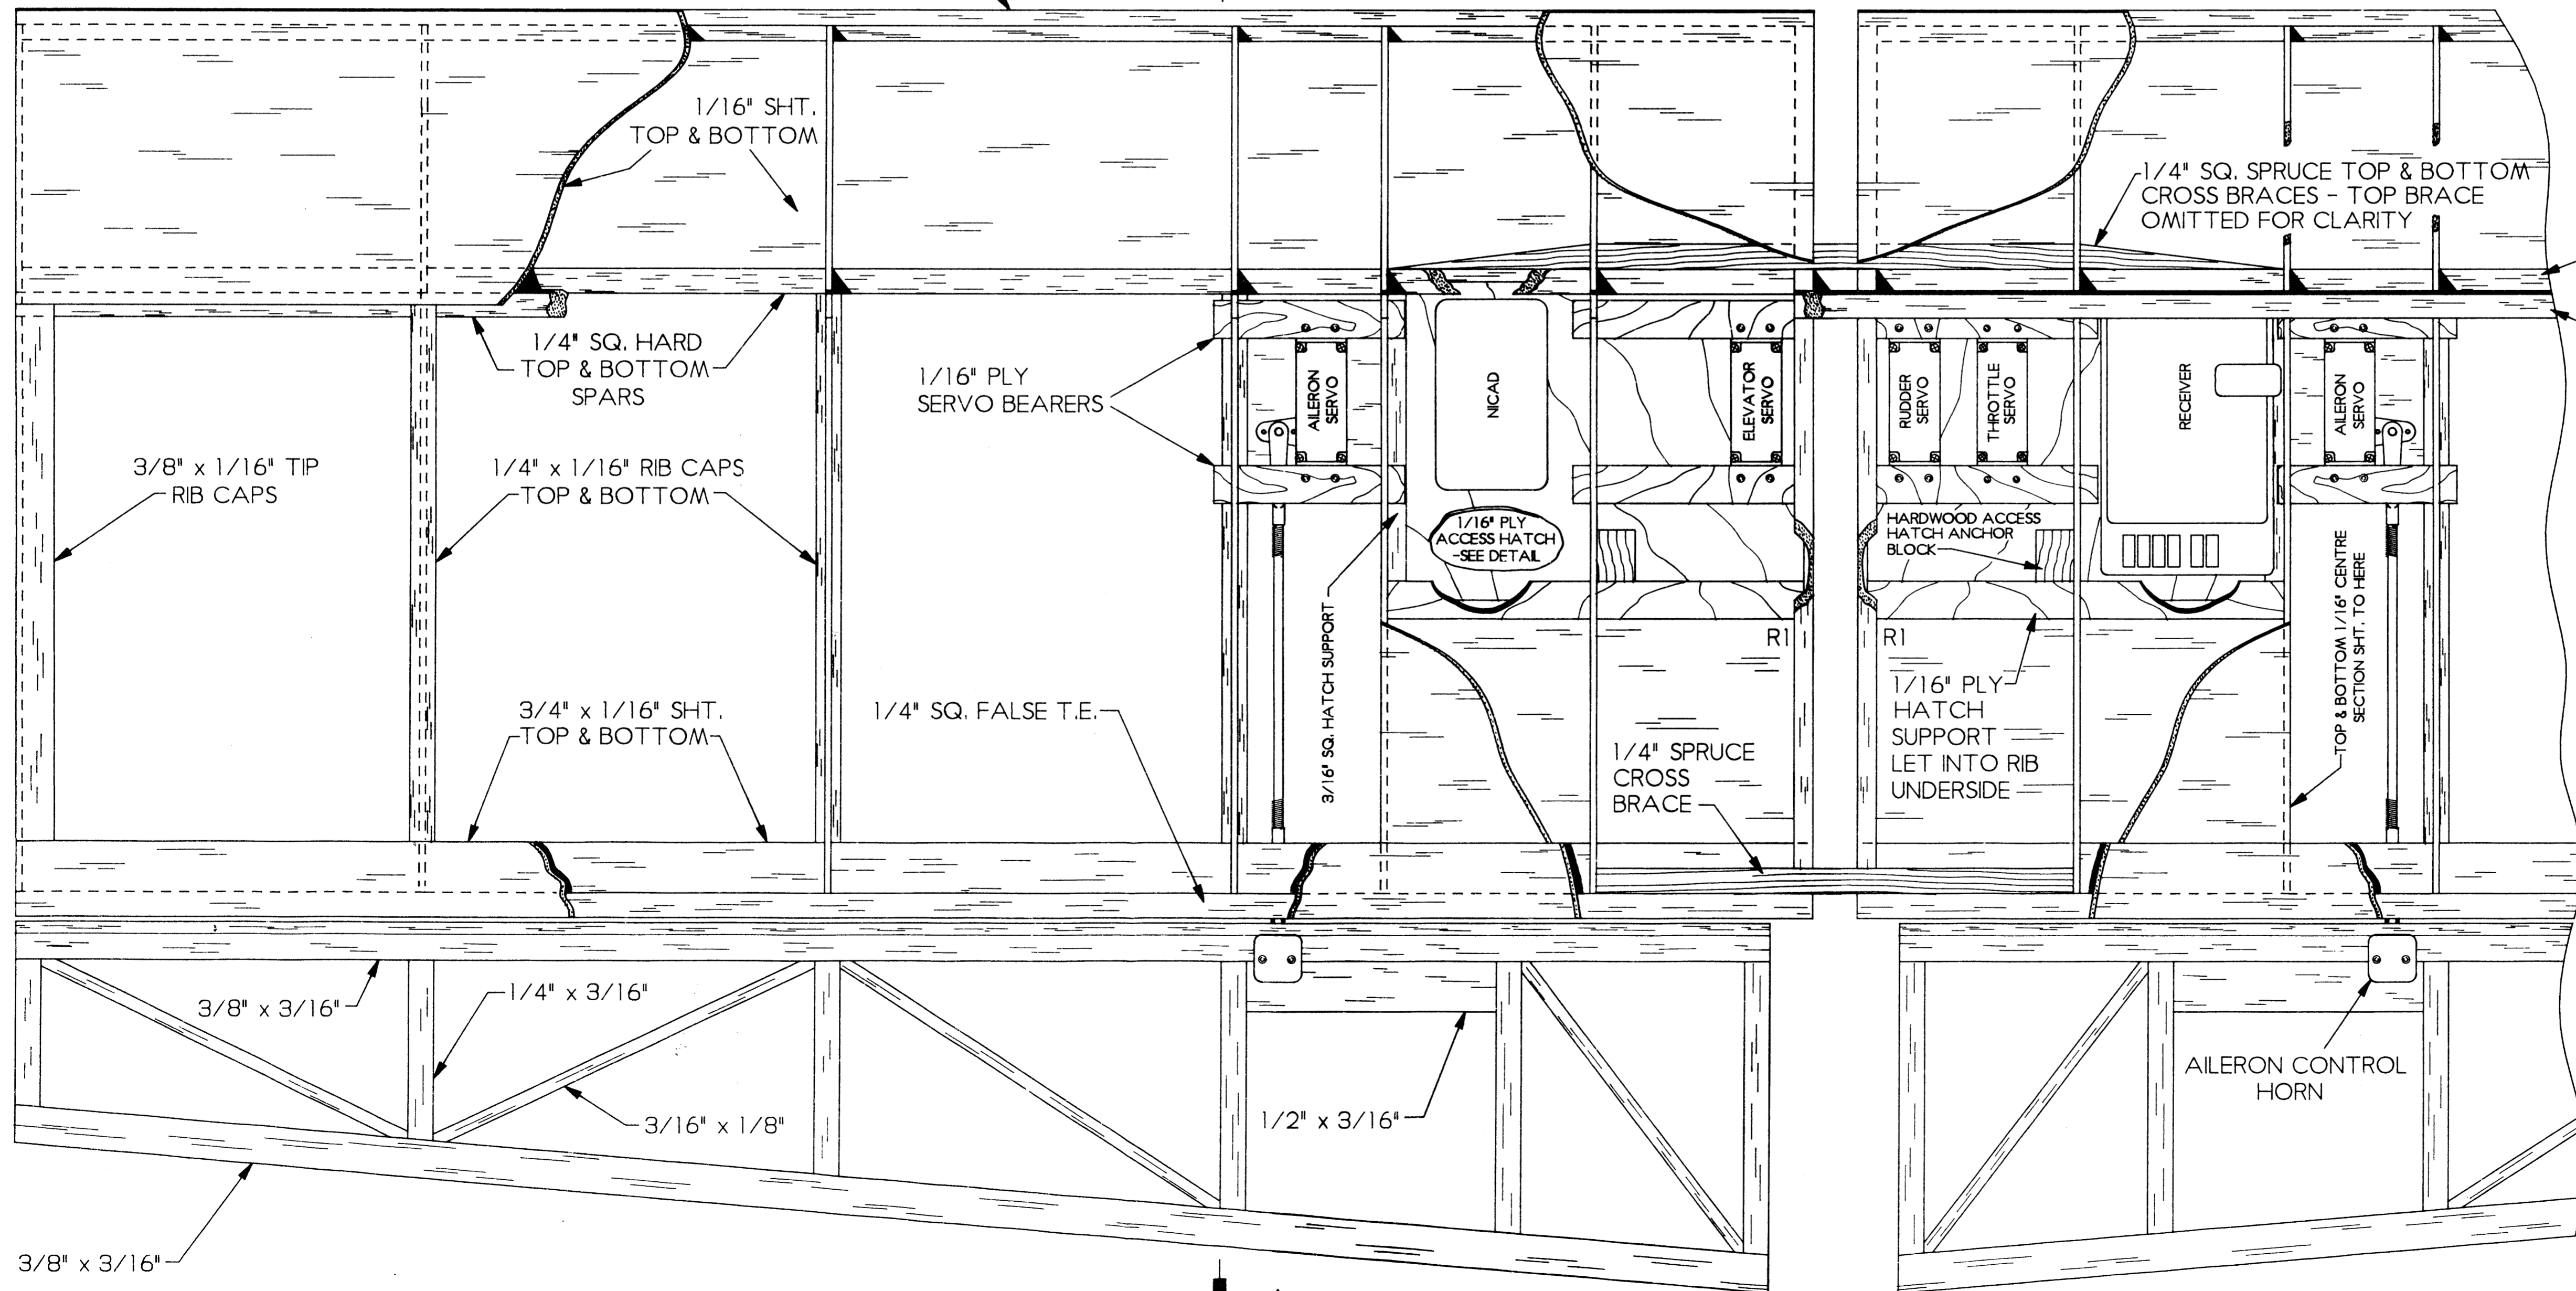 1/16" SHT.
TOP & BOTTOM
1/4" SQ. SPRUCE TOP & BOTTOM
CROSS BRACES - TOP BRACE
OMITTED FOR CLARITY
1/4" SQ. HARD
TOP & BOTTOM
SPARS
1/16" PLY
SERVO BEARERS
AILERON
SERVO
NICAD
ELEVATOR
SERVO
RUDDER
SERVO
THROTTLE
SERVO
RECEIVER
AILERON
SERVO
3/8" x 1/16" TIP
RIB CAPS
1/4" x 1/16" RIB CAPS
TOP & BOTTOM
1/16" PLY
ACCESS HATCH
-SEE DETAIL
HARDWOOD ACCESS
HATCH ANCHOR
BLOCK
3/16" SQ. HATCH SUPPORT
TOP & BOTTOM 1/16" CENTRE
SECTION SHT. TO HERE
R1
R1
3/4" x 1/16" SHT.
TOP & BOTTOM
1/4" SQ. FALSE T.E.
1/4" SPRUCE
CROSS
BRACE
1/16" PLY
HATCH
SUPPORT
LET INTO RIB
UNDERSIDE
3/8" x 3/16"
1/4" x 3/16"
3/16" x 1/8"
1/2" x 3/16"
AILERON CONTROL
HORN
3/8" x 3/16"